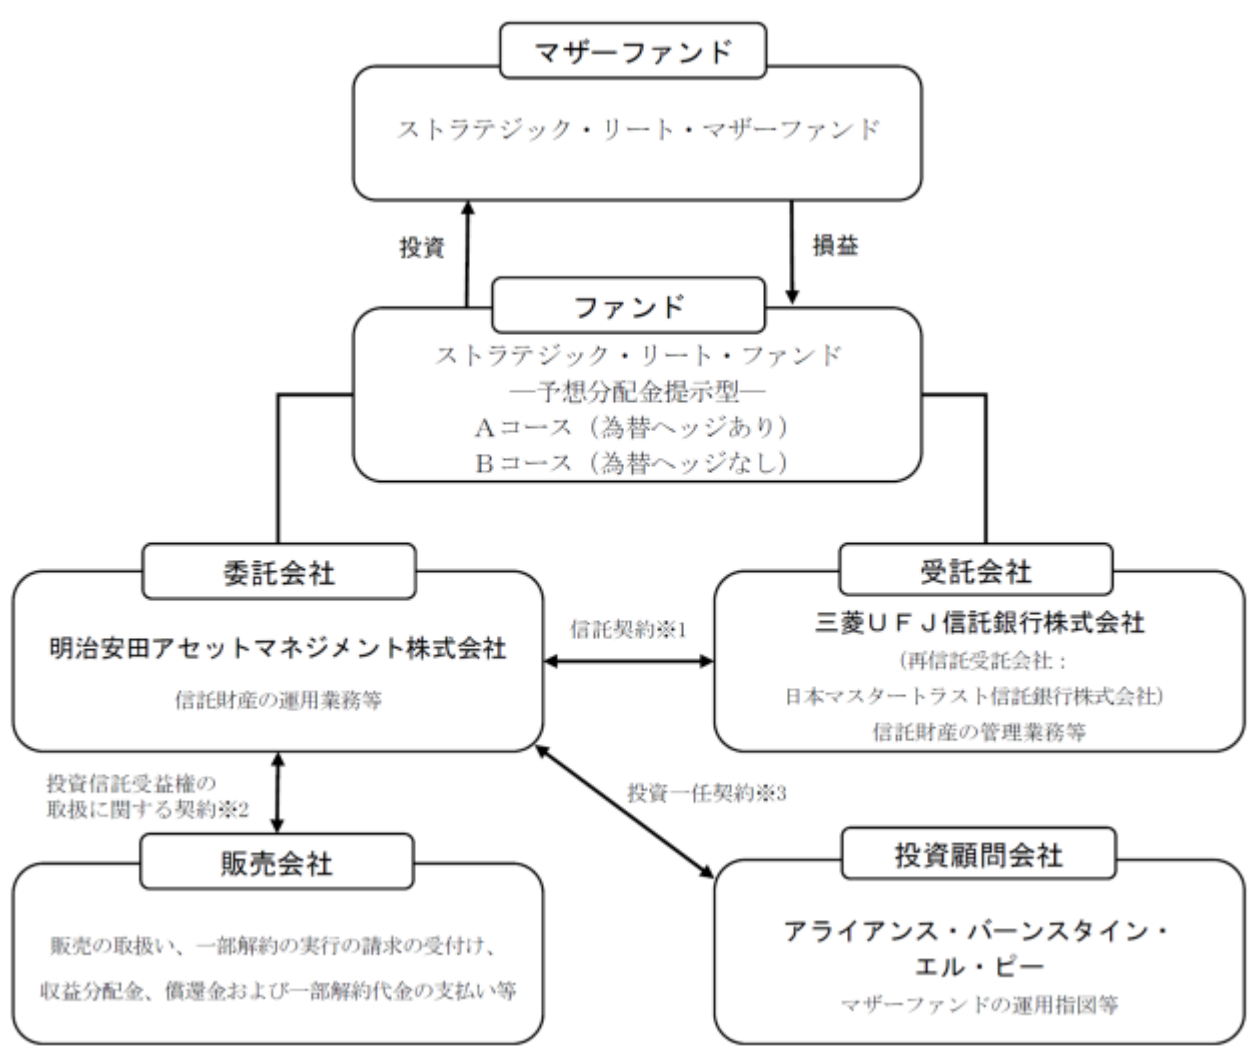 マザーファンド
ストラテジック・リート・マザーファンド
投資
損益
ファンド
ストラテジック・リート・ファンド
―予想分配金提示型―
Ａコース（為替ヘッジあり）
Ｂコース（為替ヘッジなし）
委託会社
明治安田アセットマネジメント株式会社
信託財産の運用業務等
信託契約※1
受託会社
三菱ＵＦＪ信託銀行株式会社
（再信託受託会社：
日本マスタートラスト信託銀行株式会社）
信託財産の管理業務等
投資信託受益権の
取扱に関する契約※2
投資一任契約※3
販売会社
販売の取扱い、一部解約の実行の請求の受付け、
収益分配金、償還金および一部解約代金の支払い等
投資顧問会社
アライアンス・バーンスタイン・
エル・ピー
マザーファンドの運用指図等